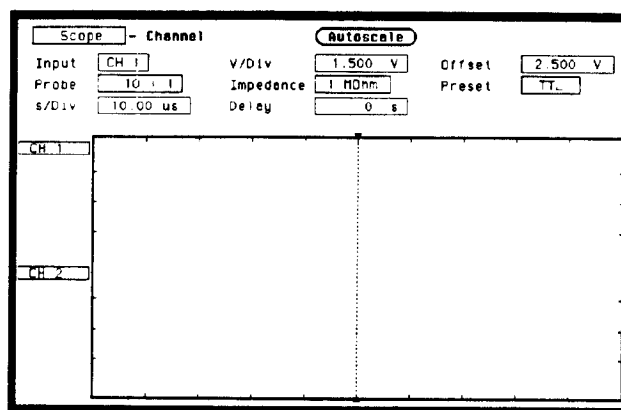 Scope - Channel Autoscale
Input CH 1 V/Div 1.500 V Offset 2.500 V
Probe 10 : 1 Impedance 1 MOhm Preset TTL
s/Div 10.00 us Delay 0 s
CH 1
CH 2